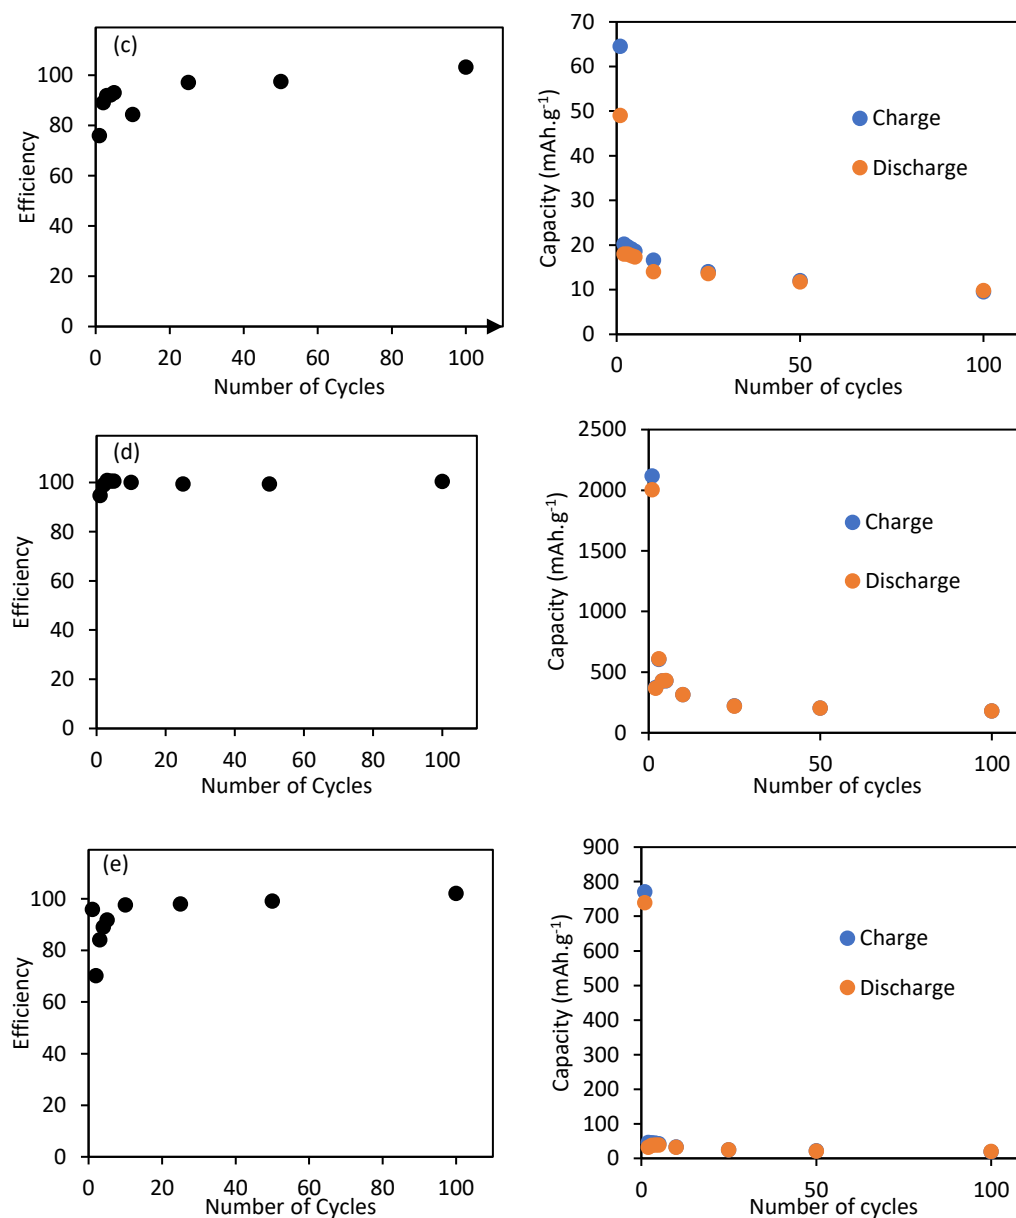 (c)
Efficiency
100
80
60
40
20
0
0 20 40 60 80 100
Number of Cycles
Capacity (mAh.g-1)
70
60
50
40
30
20
10
0
Charge
Discharge
0 50 100
Number of cycles
(d)
Efficiency
100
80
60
40
20
0
0 20 40 60 80 100
Number of Cycles
Capacity (mAh.g-1)
2500
2000
1500
1000
500
0
Charge
Discharge
0 50 100
Number of cycles
(e)
Efficiency
100
80
60
40
20
0
0 20 40 60 80 100
Number of Cycles
Capacity (mAh.g-1)
900
800
700
600
500
400
300
200
100
0
Charge
Discharge
0 50 100
Number of cycles